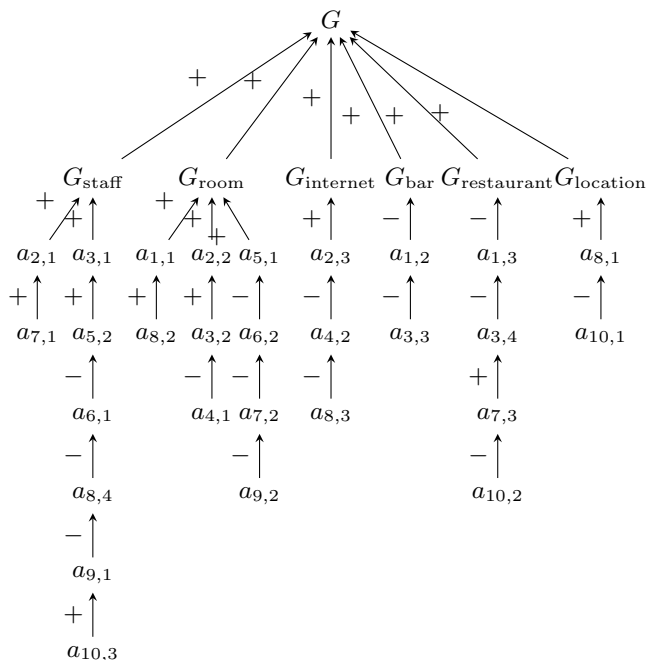 G
+ +
+
+ + +
G_staff G_room G_internet G_bar G_restaurant G_location
+ +
+ + + − − +
+
a_{2,1} a_{3,1} a_{1,1} a_{2,2} a_{5,1} a_{2,3} a_{1,2} a_{1,3} a_{8,1}
+ + + + − − − − −
a_{7,1} a_{5,2} a_{8,2} a_{3,2} a_{6,2} a_{4,2} a_{3,3} a_{3,4} a_{10,1}
− − − − +
a_{6,1} a_{4,1} a_{7,2} a_{8,3} a_{7,3}
− − −
a_{8,4} a_{9,2} a_{10,2}
−
a_{9,1}
+
a_{10,3}